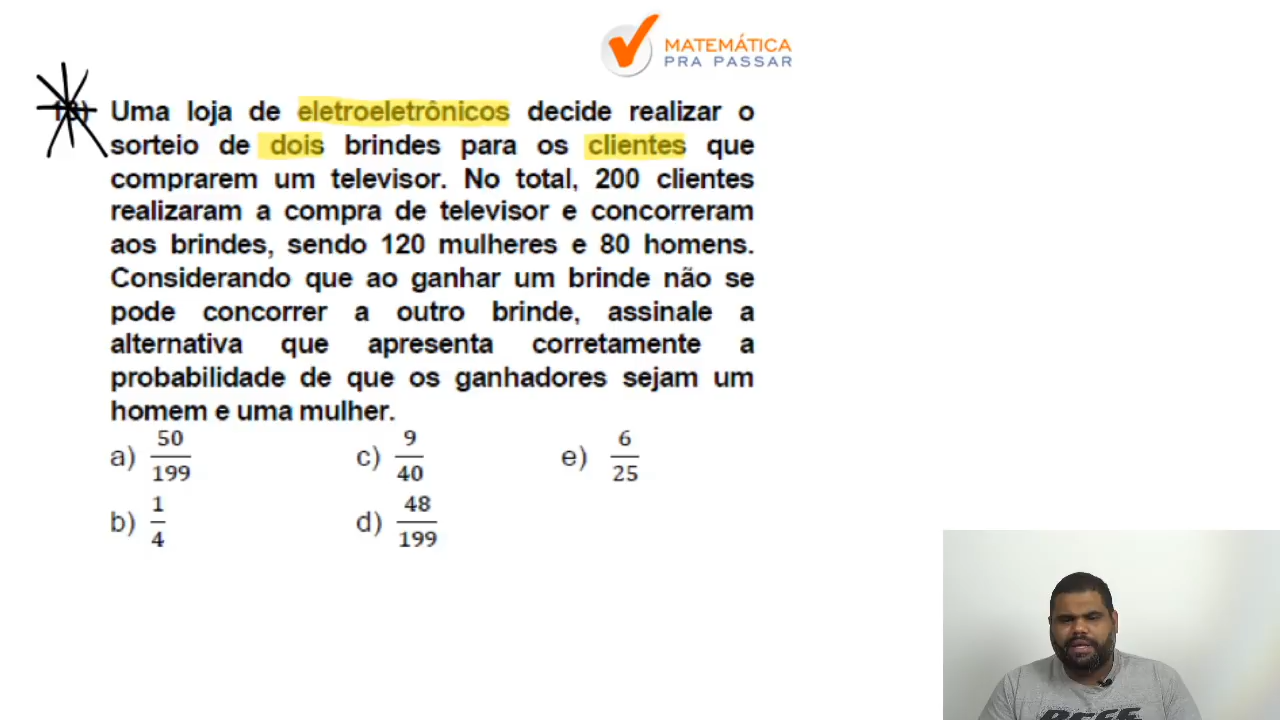 MATEMÁTICA
PRA PASSAR
Uma loja de eletroeletrônicos decide realizar o
sorteio de dois brindes para os clientes que
comprarem um televisor. No total, 200 clientes
realizaram a compra de televisor e concorreram
aos brindes, sendo 120 mulheres e 80 homens.
Considerando que ao ganhar um brinde não se
pode concorrer a outro brinde, assinale a
alternativa que apresenta corretamente a
probabilidade de que os ganhadores sejam um
homem e uma mulher.
a) 50/199 c) 9/40 e) 6/25
b) 1/4 d) 48/199